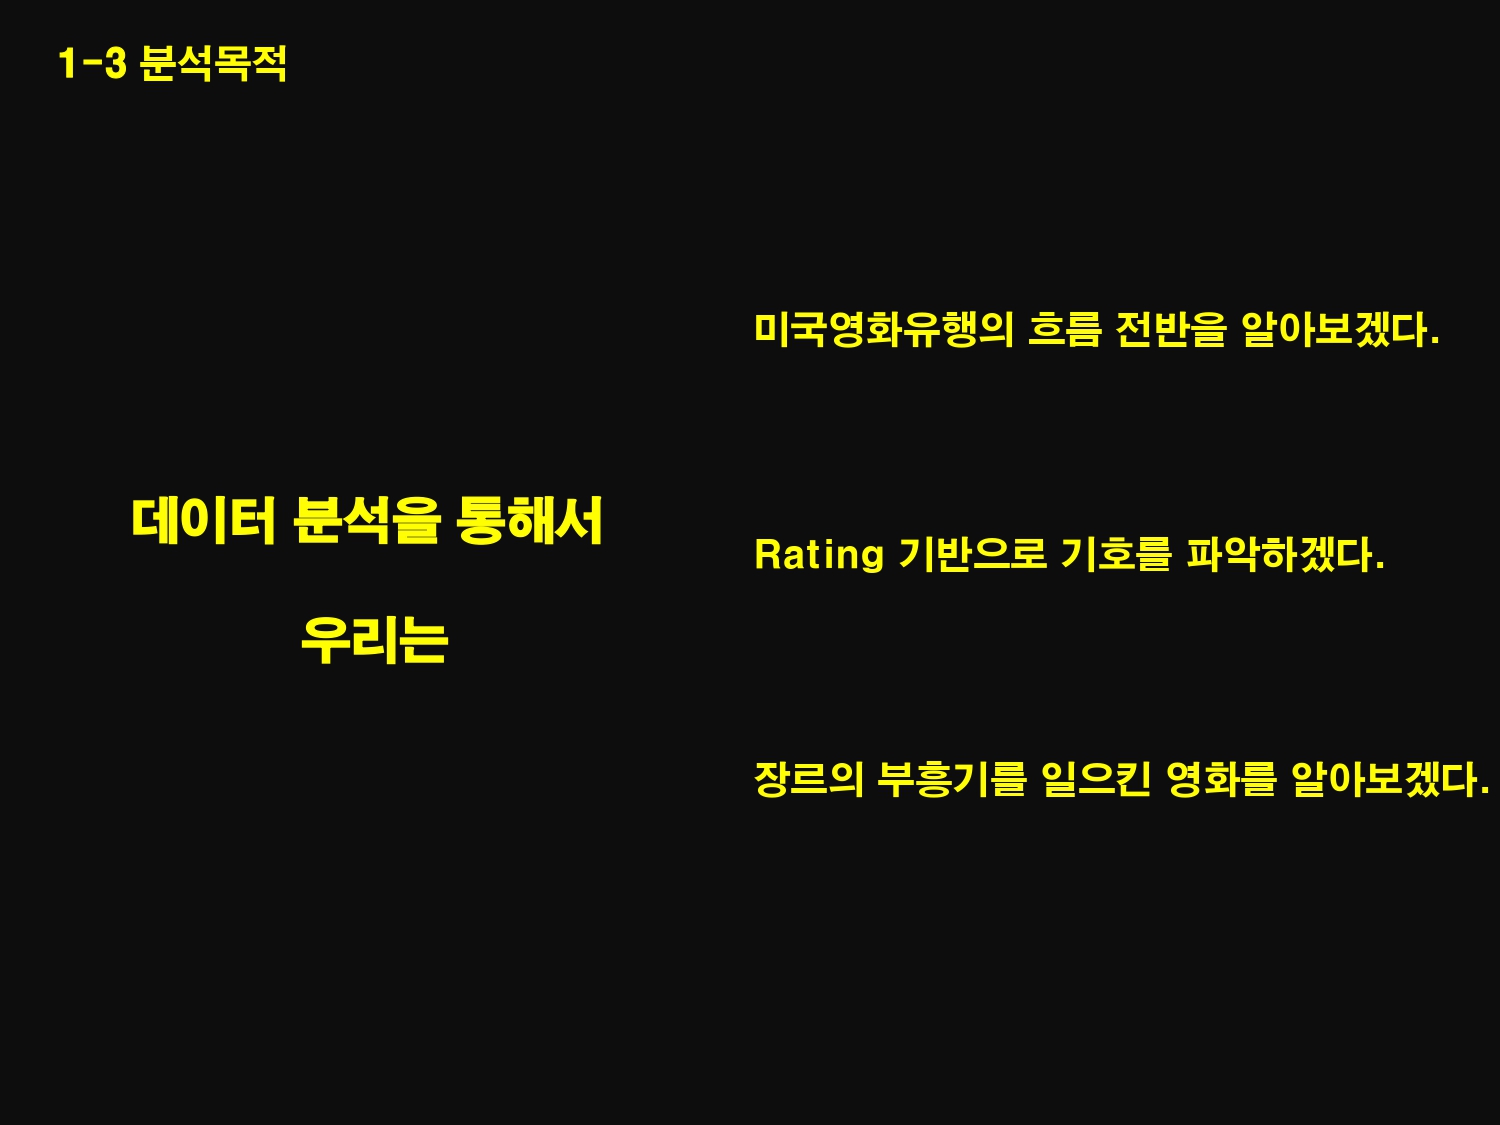 1-3 분석목적
데이터 분석을 통해서
우리는
미국영화유행의 흐름 전반을 알아보겠다.
Rating 기반으로 기호를 파악하겠다.
장르의 부흥기를 일으킨 영화를 알아보겠다.